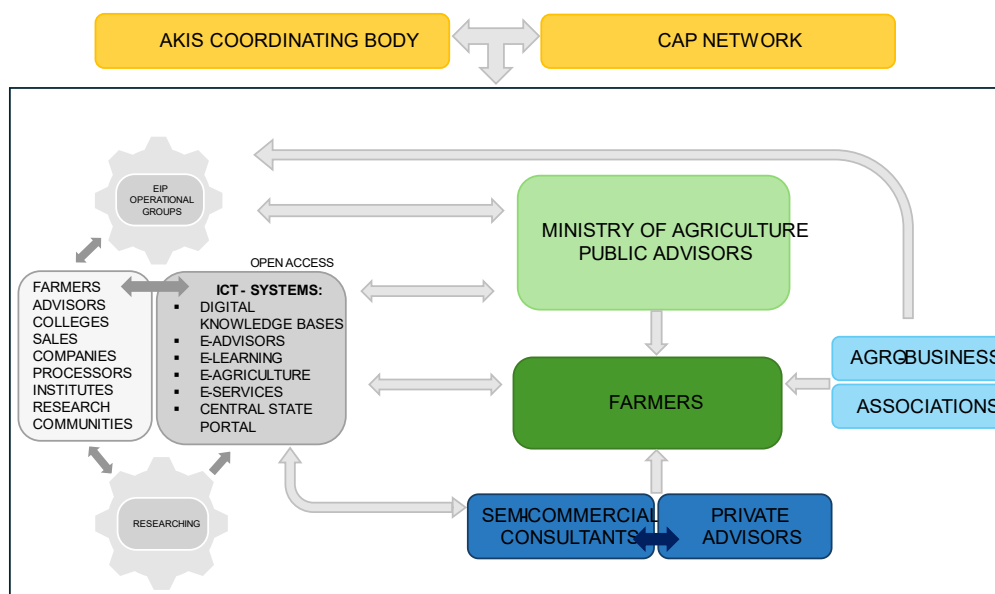 AKIS COORDINATING BODY
CAP NETWORK
EIP
OPERATIONAL
GROUPS
MINISTRY OF AGRICULTURE
PUBLIC ADVISORS
OPEN ACCESS
FARMERS
ADVISORS
COLLEGES
SALES
COMPANIES
PROCESSORS
INSTITUTES
RESEARCH
COMMUNITIES
ICT- SYSTEMS:
▪ DIGITAL
KNOWLEDGE BASES
▪ E-ADVISORS
▪ E-LEARNING
▪ E-AGRICULTURE
▪ E-SERVICES
▪ CENTRAL STATE
PORTAL
FARMERS
AGRO-BUSINESS
ASSOCIATIONS
RESEARCHING
SEMI-COMMERCIAL
CONSULTANTS
PRIVATE
ADVISORS